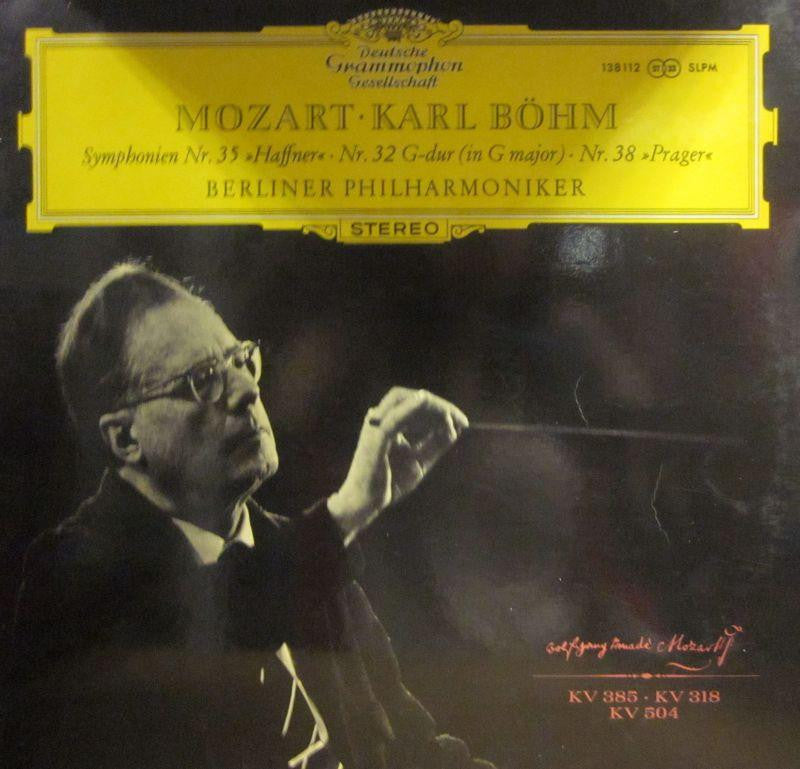 Deutsche
Grammophon
Gesellschaft
138112 SLPM
MOZART · KARL BÖHM
Symphonien Nr. 35 »Haffner« · Nr. 32 G-dur (in G major) · Nr. 38 »Prager«
BERLINER PHILHARMONIKER
STEREO
Wolfgang Amadè Mozart
KV 385 · KV 318
KV 504